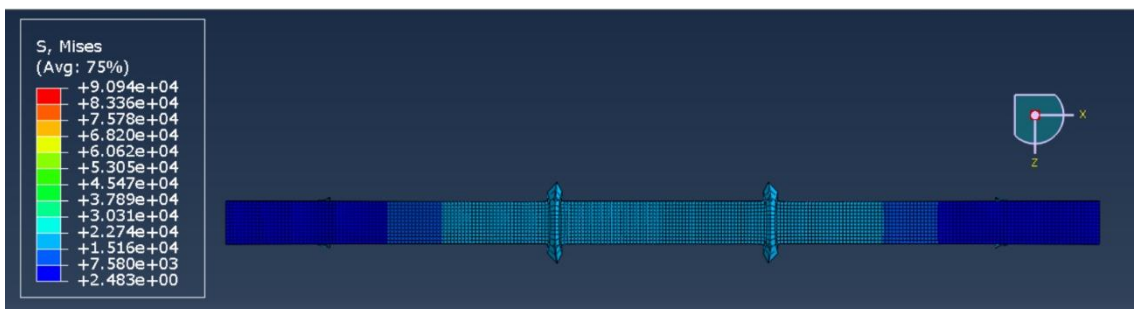 S, Mises
(Avg: 75%)
+9.094e+04
+8.336e+04
+7.578e+04
+6.820e+04
+6.062e+04
+5.305e+04
+4.547e+04
+3.789e+04
+3.031e+04
+2.274e+04
+1.516e+04
+7.580e+03
+2.483e+00
X
Z